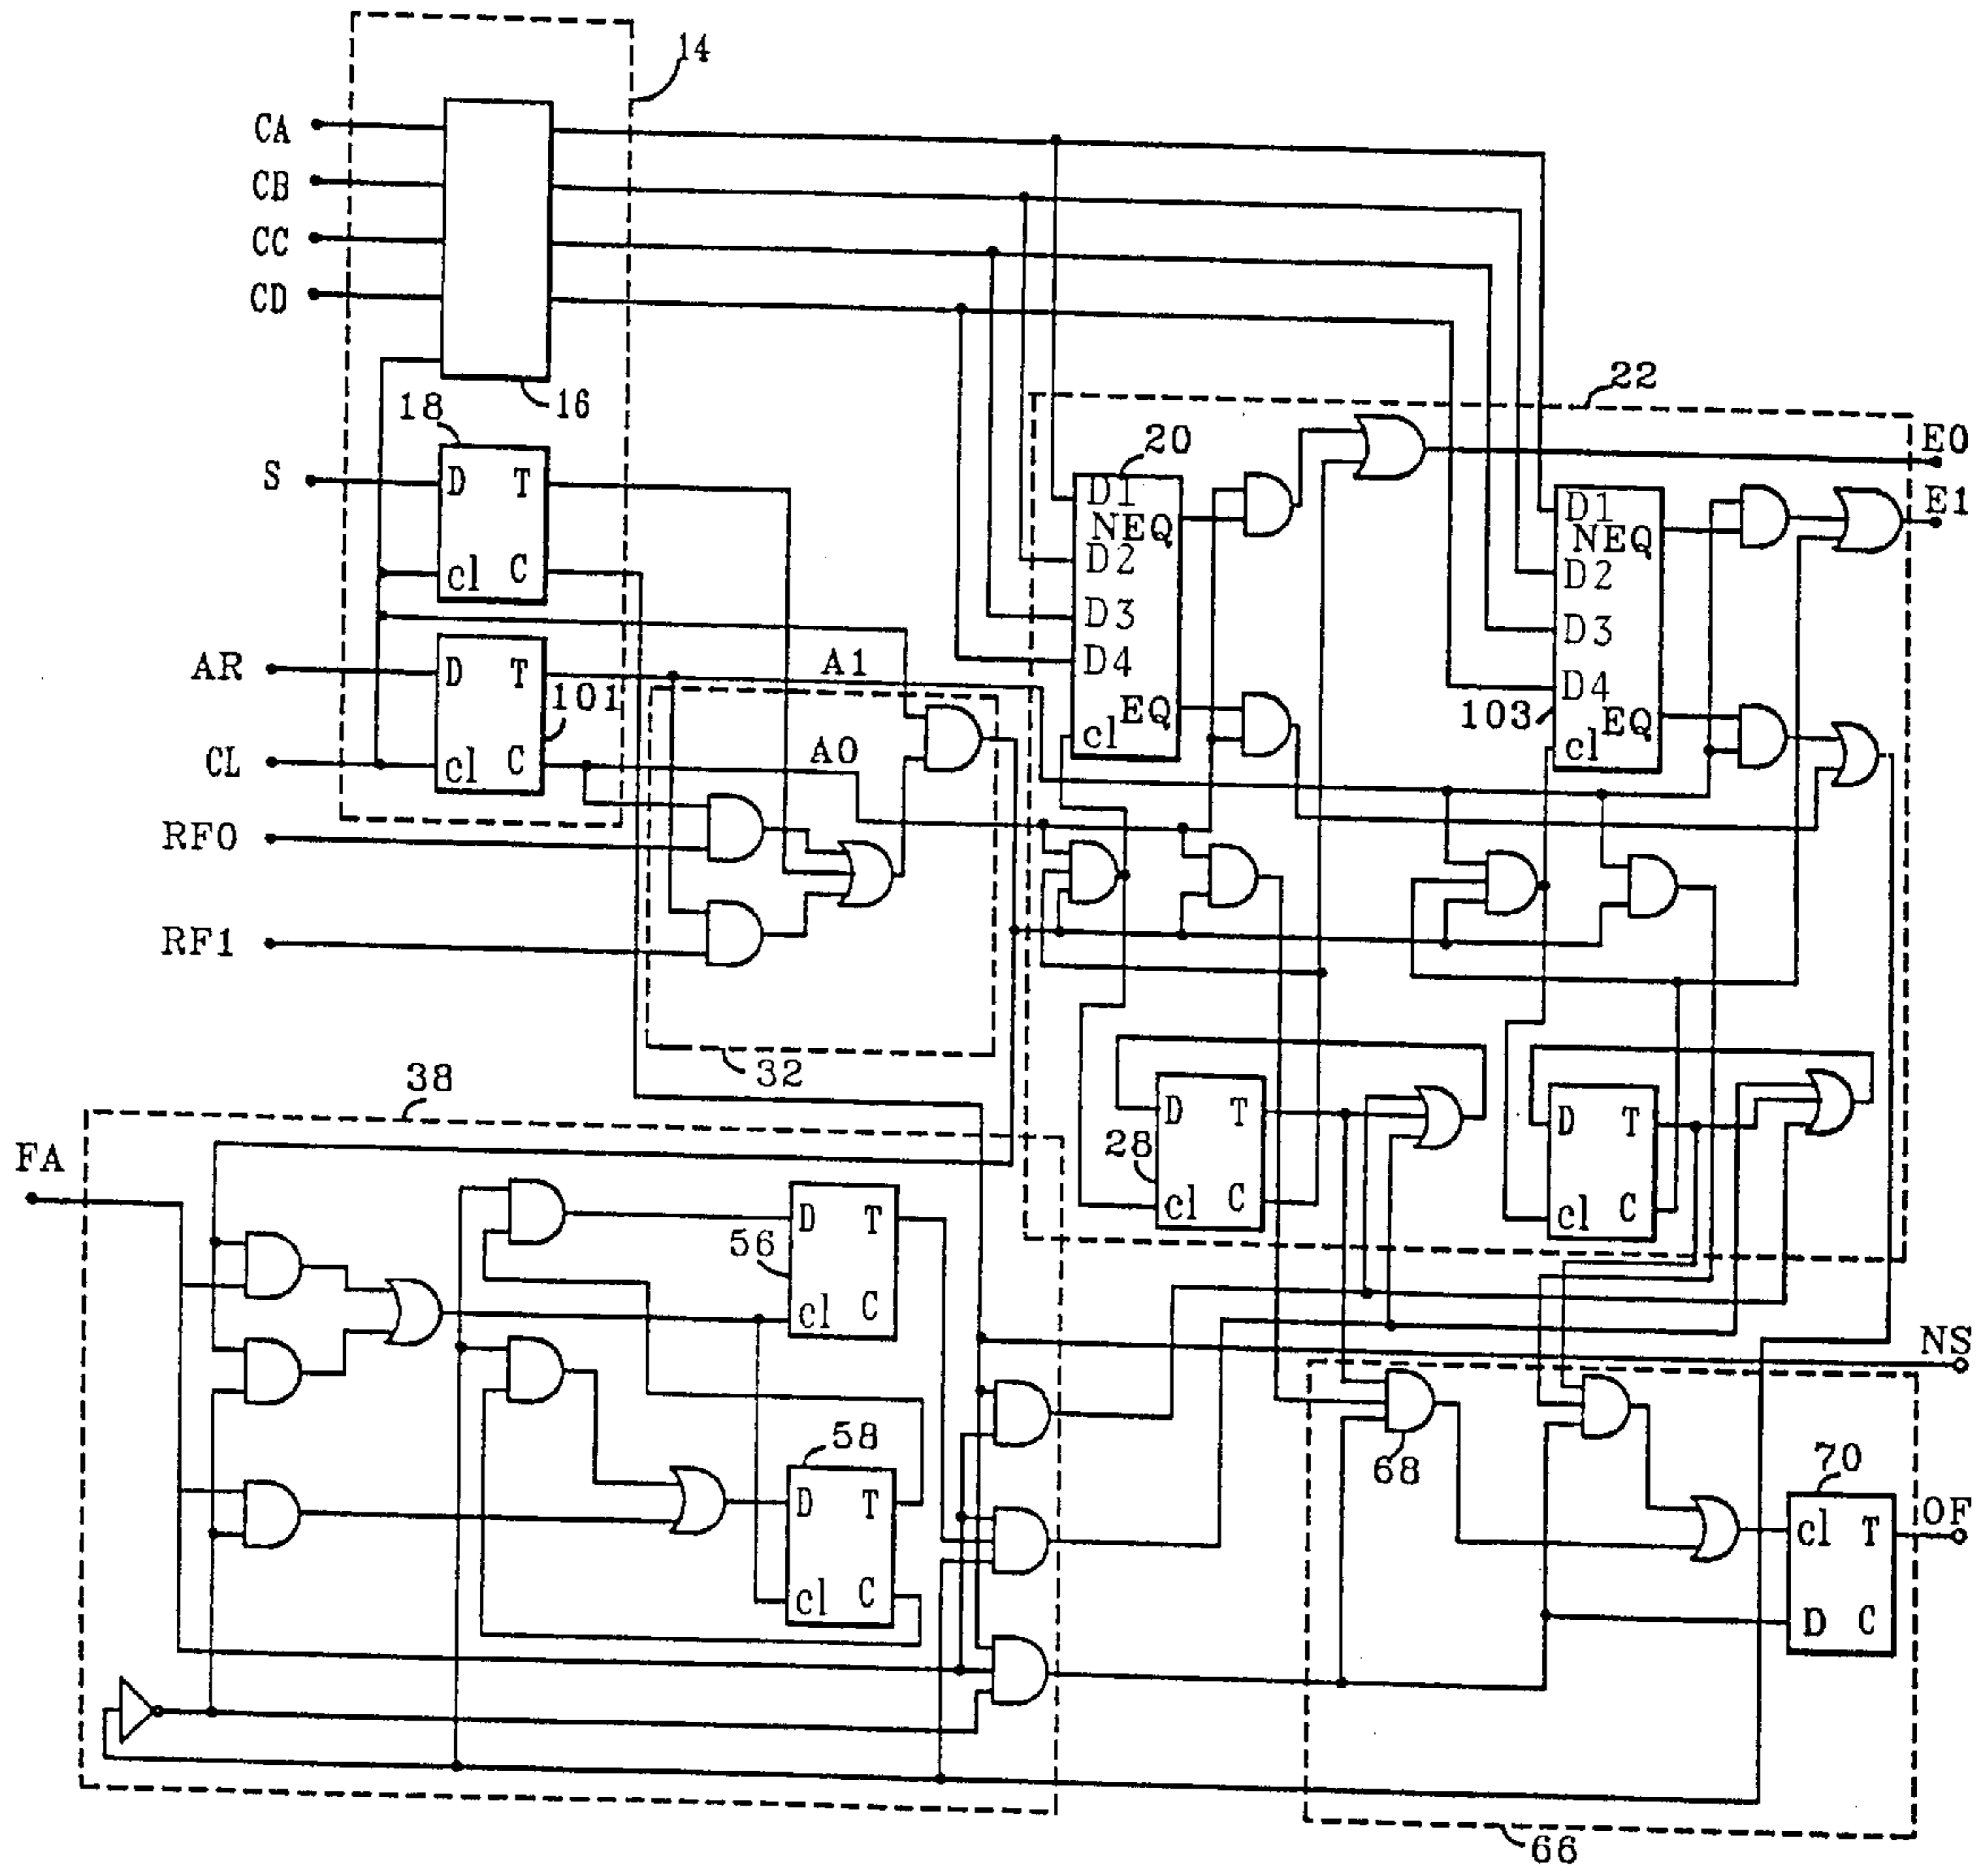 14
CA
CB
CC
CD
16
18
S
D T
cl C
AR
D T
cl C
101
CL
RF0
RF1
A1
A0
32
22
20
D1
NEQ
D2
D3
D4
EQ
cl
D1
NEQ
D2
D3
D4
EQ
cl
103
E0
E1
28
D T
cl C
D T
cl C
38
FA
56
D T
cl C
58
D T
cl C
NS
68
70
cl T
D C
OF
66